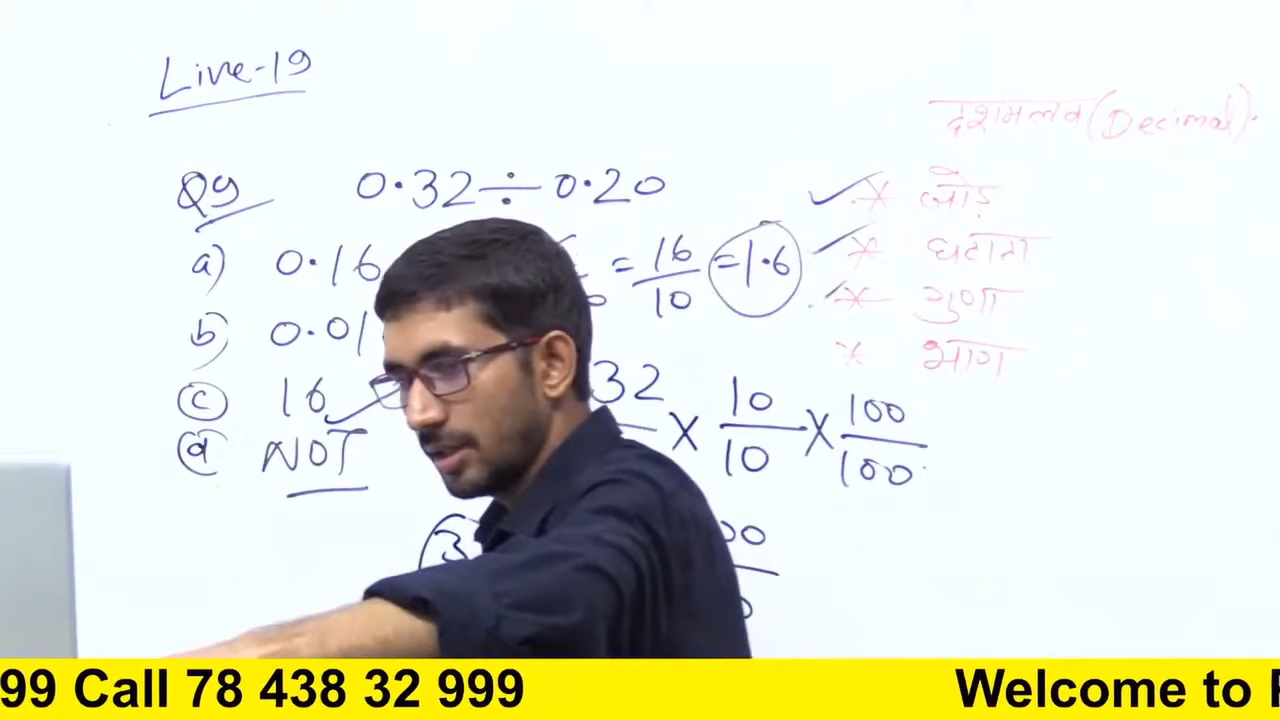 Live-19
दशमलव (Decimal).
Q9 0.32 ÷ 0.20
* जोड़
a) 0.16 = 16/10 = 1.6
* घटाना
b) 0.01
* गुणा
* भाग
c) 16
32 × 10/10 × 100/100
d) NOT
99 Call 78 438 32 999 Welcome to